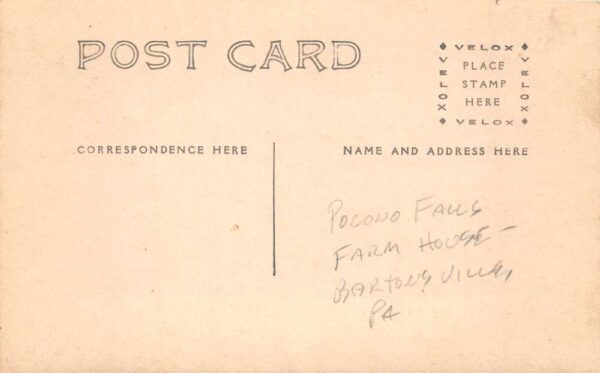 POST CARD
VELOX
VELOX
PLACE
STAMP
HERE
VELOX
VELOX
CORRESPONDENCE HERE
NAME AND ADDRESS HERE
POCONO FALLS
FARM HOUSE
BARTONSVILLE,
PA